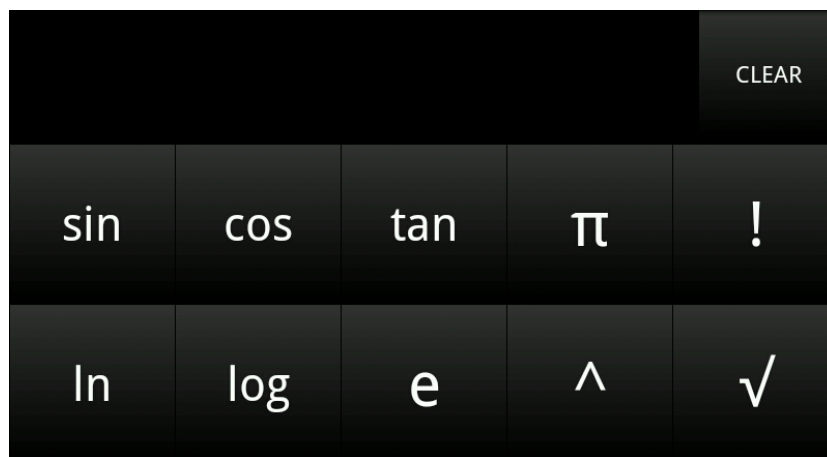 CLEAR
sin cos tan π !
ln log e ^ √